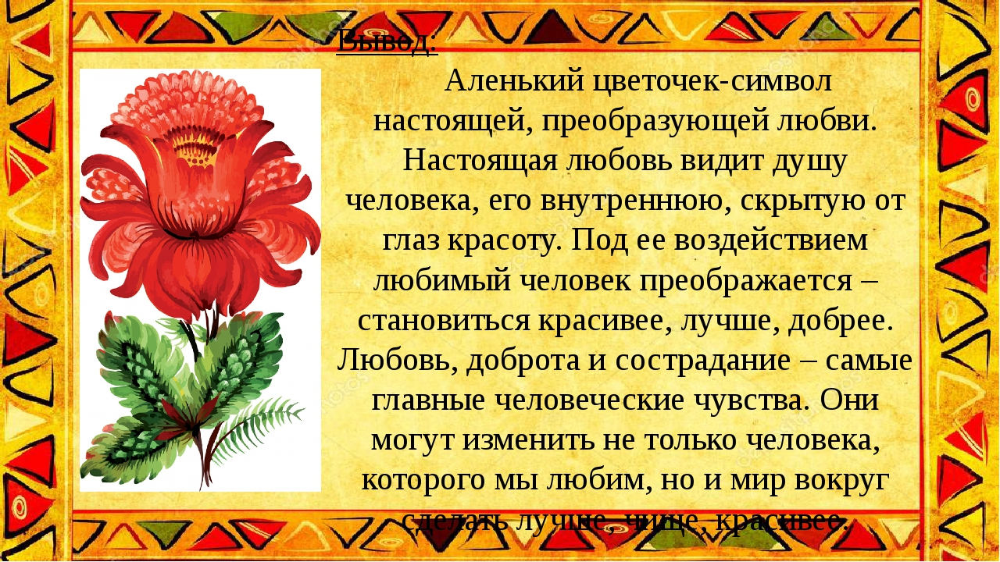 Вывод:
Аленький цветочек-символ
настоящей, преобразующей любви.
Настоящая любовь видит душу
человека, его внутреннюю, скрытую от
глаз красоту. Под ее воздействием
любимый человек преображается –
становиться красивее, лучше, добрее.
Любовь, доброта и сострадание – самые
главные человеческие чувства. Они
могут изменить не только человека,
которого мы любим, но и мир вокруг
сделать лучше, чище, красивее.